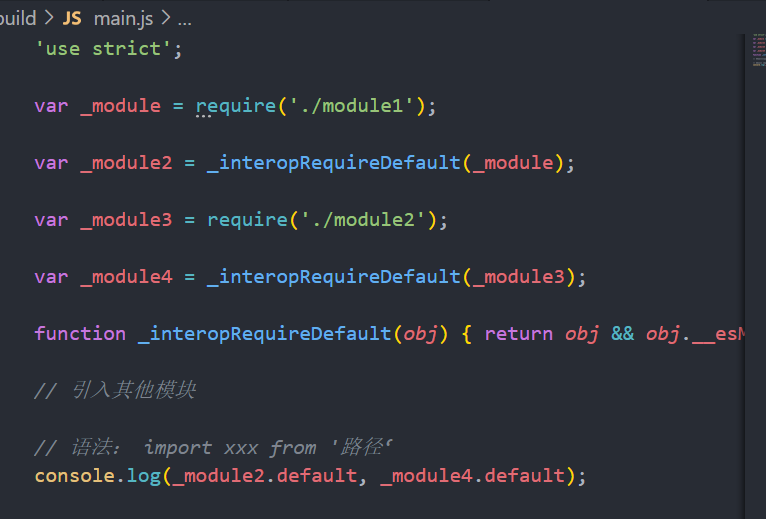 build > JS main.js > ...
'use strict';
var _module = require('./module1');
var _module2 = _interopRequireDefault(_module);
var _module3 = require('./module2');
var _module4 = _interopRequireDefault(_module3);
function _interopRequireDefault(obj) { return obj && obj.__esM
// 引入其他模块
// 语法： import xxx from '路径‘
console.log(_module2.default, _module4.default);